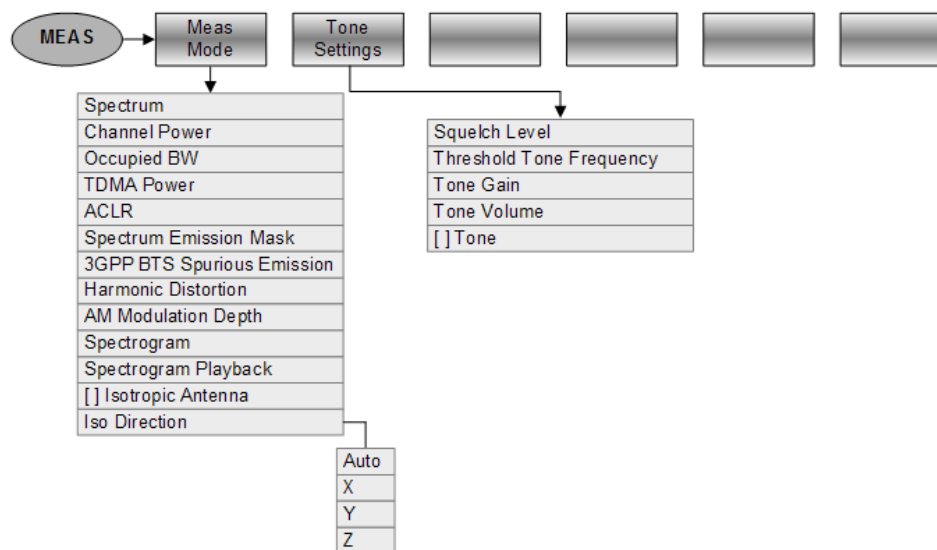 MEAS
Meas
Mode
Tone
Settings
Spectrum
Channel Power
Occupied BW
TDMA Power
ACLR
Spectrum Emission Mask
3GPP BTS Spurious Emission
Harmonic Distortion
AM Modulation Depth
Spectrogram
Spectrogram Playback
[ ] Isotropic Antenna
Iso Direction
Auto
X
Y
Z
Squelch Level
Threshold Tone Frequency
Tone Gain
Tone Volume
[ ] Tone